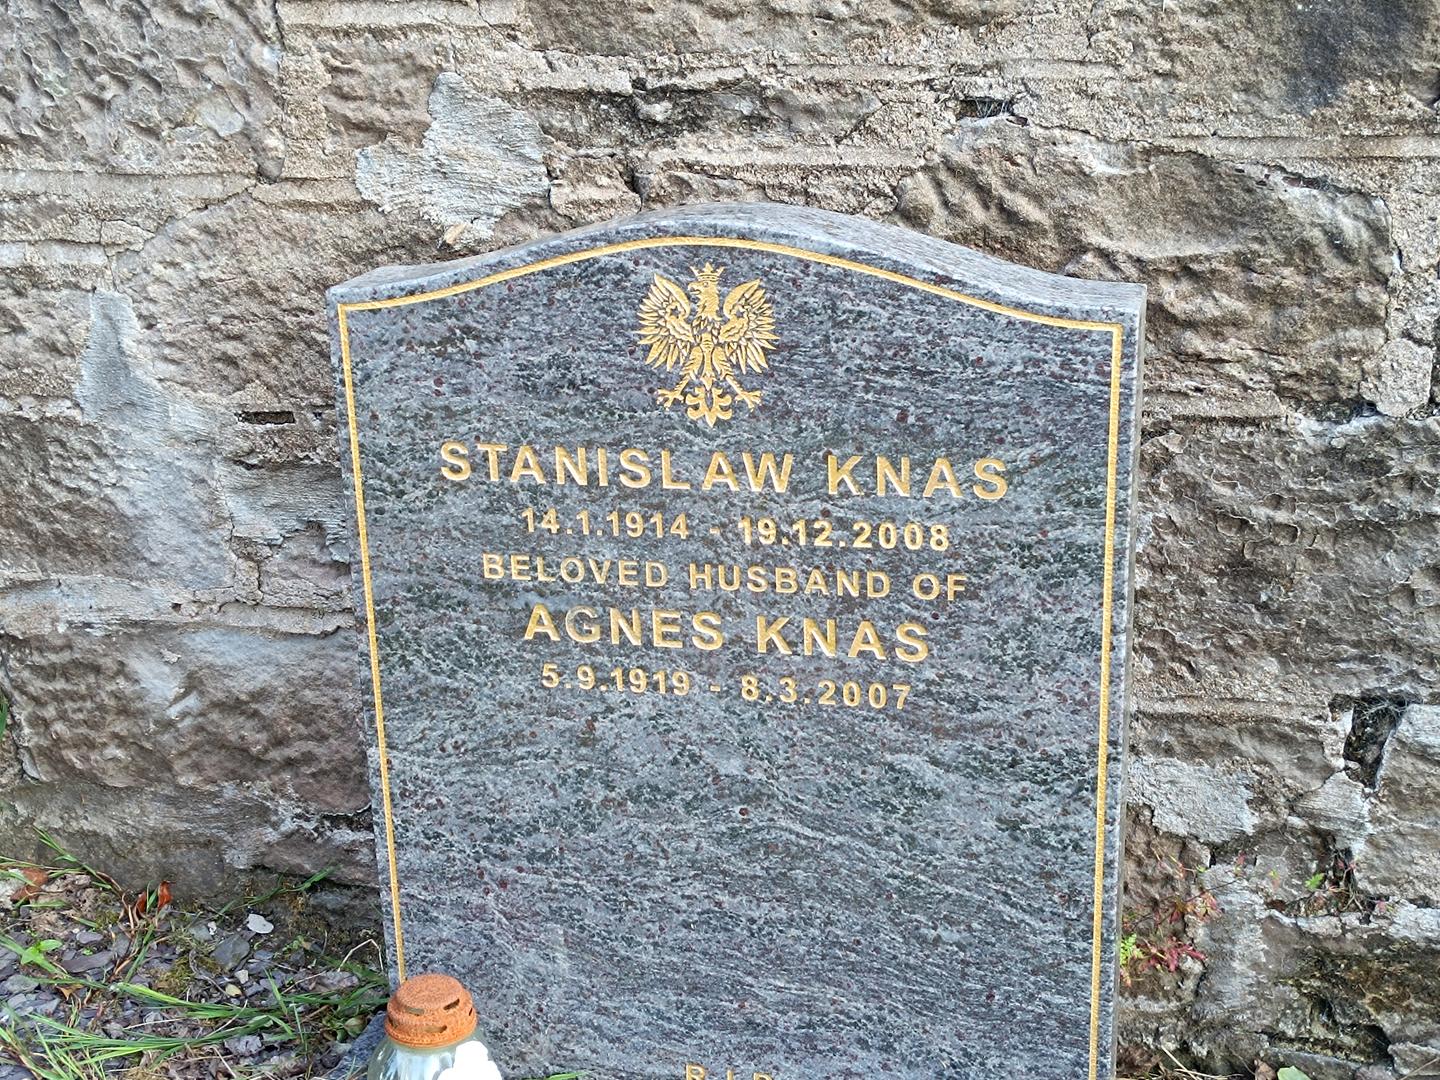 STANISLAW KNAS
14.1.1914 - 19.12.2008
BELOVED HUSBAND OF
AGNES KNAS
5.9.1919 - 8.3.2007
R.I.P.